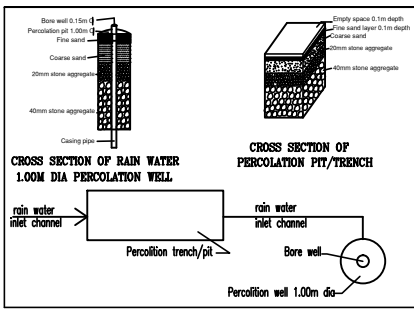 Bore well 0.15m
Percolation pit 1.00m
Fine sand
Coarse sand
20mm stone aggregate
40mm stone aggregate
Casing pipe
CROSS SECTION OF RAIN WATER
1.00M DIA PERCOLATION WELL
Empty space 0.1m depth
Fine sand layer 0.1m depth
Coarse sand
20mm stone aggregate
40mm stone aggregate
CROSS SECTION OF
PERCOLATION PIT/TRENCH
rain water
inlet channel
Percolition trench/pit
rain water
inlet channel
Bore well
Percolition well 1.00m dia